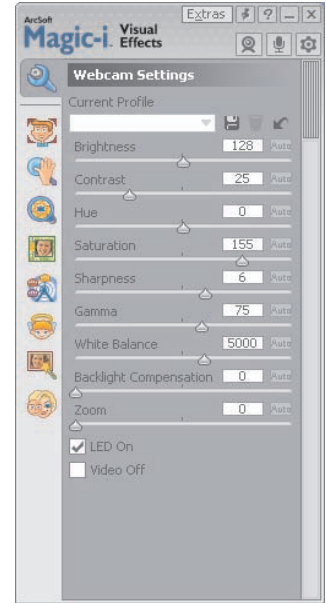 Extras ? – X
ArcSoft
Magic-i. Visual Effects
Webcam Settings
Current Profile
Brightness 128 Auto
Contrast 25 Auto
Hue 0 Auto
Saturation 155 Auto
Sharpness 6 Auto
Gamma 75 Auto
White Balance 5000 Auto
Backlight Compensation 0 Auto
Zoom 0 Auto
LED On
Video Off